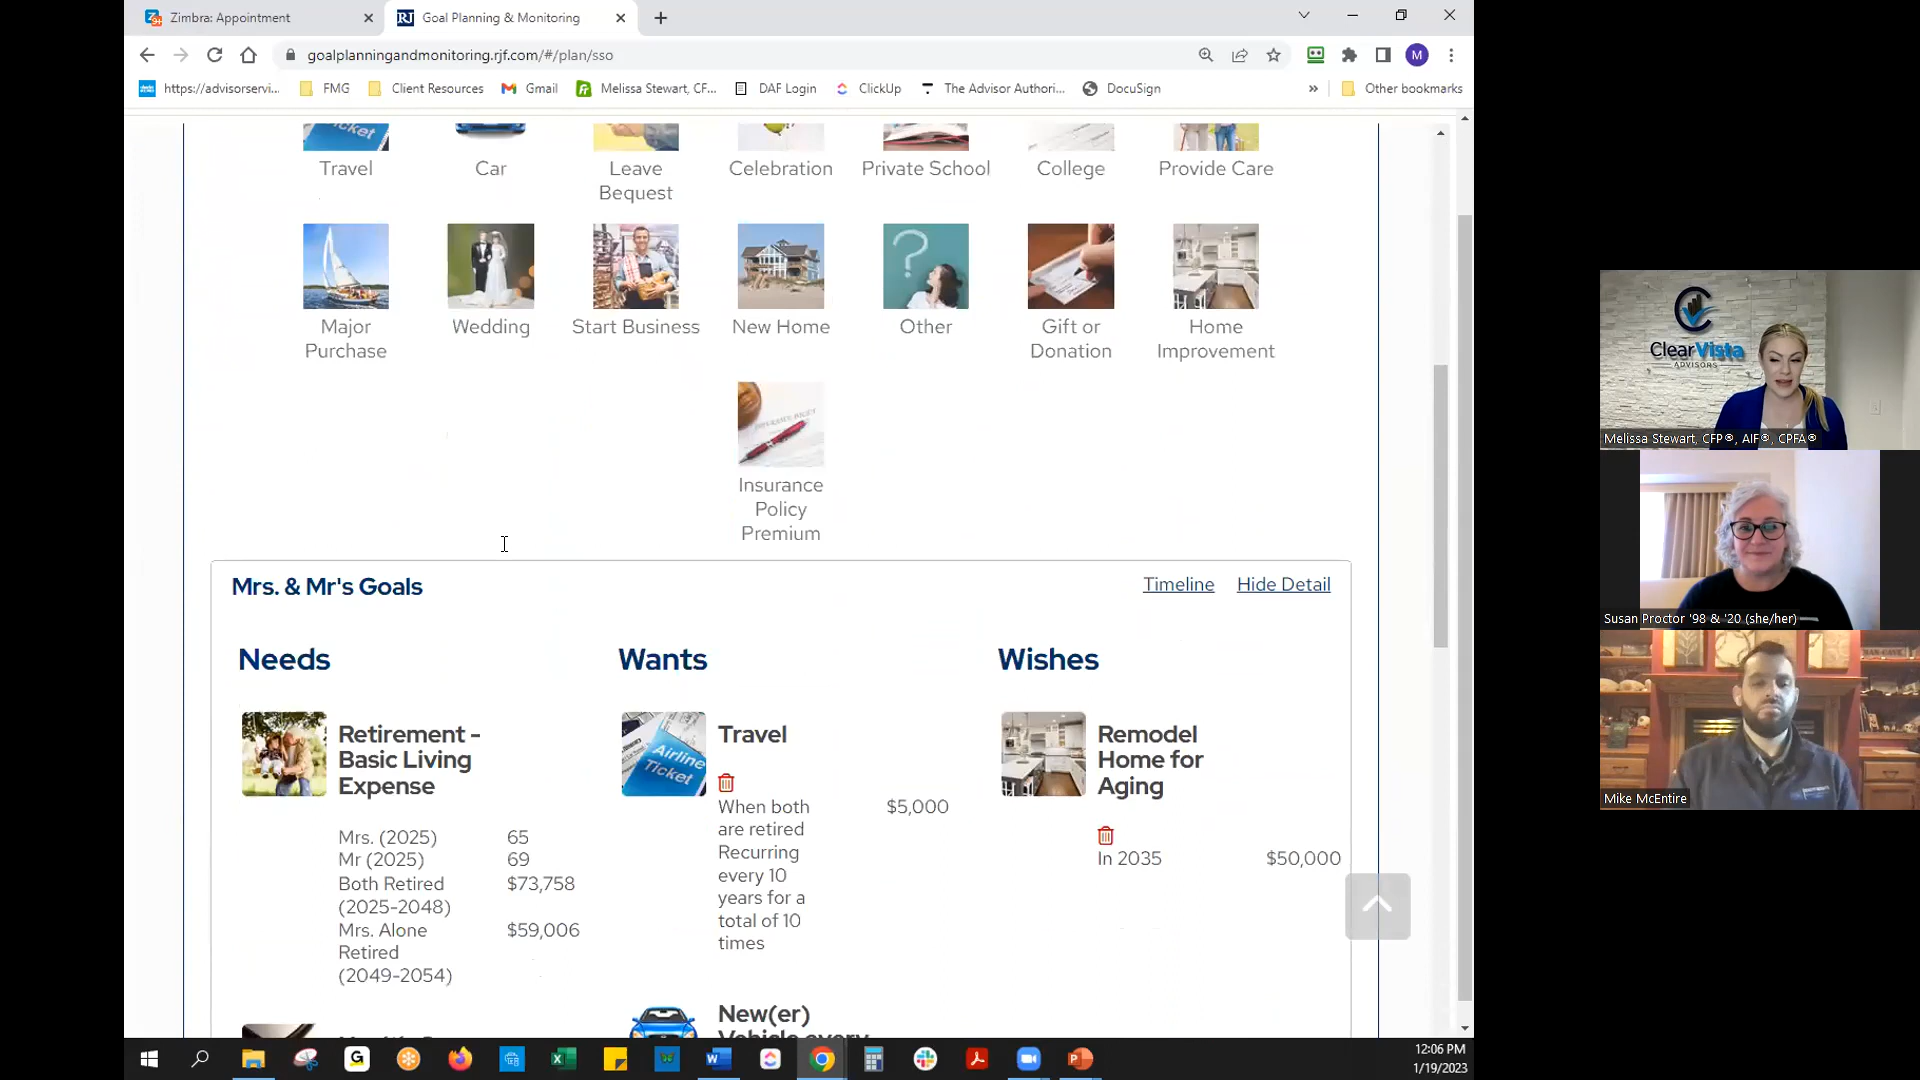 Zimbra: Appointment
RJ Goal Planning & Monitoring
goalplanningandmonitoring.rjf.com/#/plan/sso
M
https://advisorservi...
FMG
Client Resources
Gmail
Melissa Stewart, CF...
DAF Login
ClickUp
The Advisor Authori...
DocuSign
»
Other bookmarks
Ticket
Travel
Car
Leave
Bequest
Celebration
Private School
College
Provide Care
Major
Purchase
Wedding
Start Business
New Home
Other
Gift or
Donation
Home
Improvement
Insurance
Policy
Premium
Mrs. & Mr's Goals
Timeline
Hide Detail
Needs
Wants
Wishes
Retirement -
Basic Living
Expense
Mrs. (2025) 65
Mr (2025) 69
Both Retired $73,758
(2025-2048)
Mrs. Alone $59,006
Retired
(2049-2054)
Airline
Ticket
Travel
When both $5,000
are retired
Recurring
every 10
years for a
total of 10
times
New(er)
Remodel
Home for
Aging
In 2035 $50,000
12:06 PM
1/19/2023
ClearVista
ADVISORS
Melissa Stewart, CFP®, AIF®, CPFA®
Susan Proctor '98 & '20 (she/her)
Mike McEntire